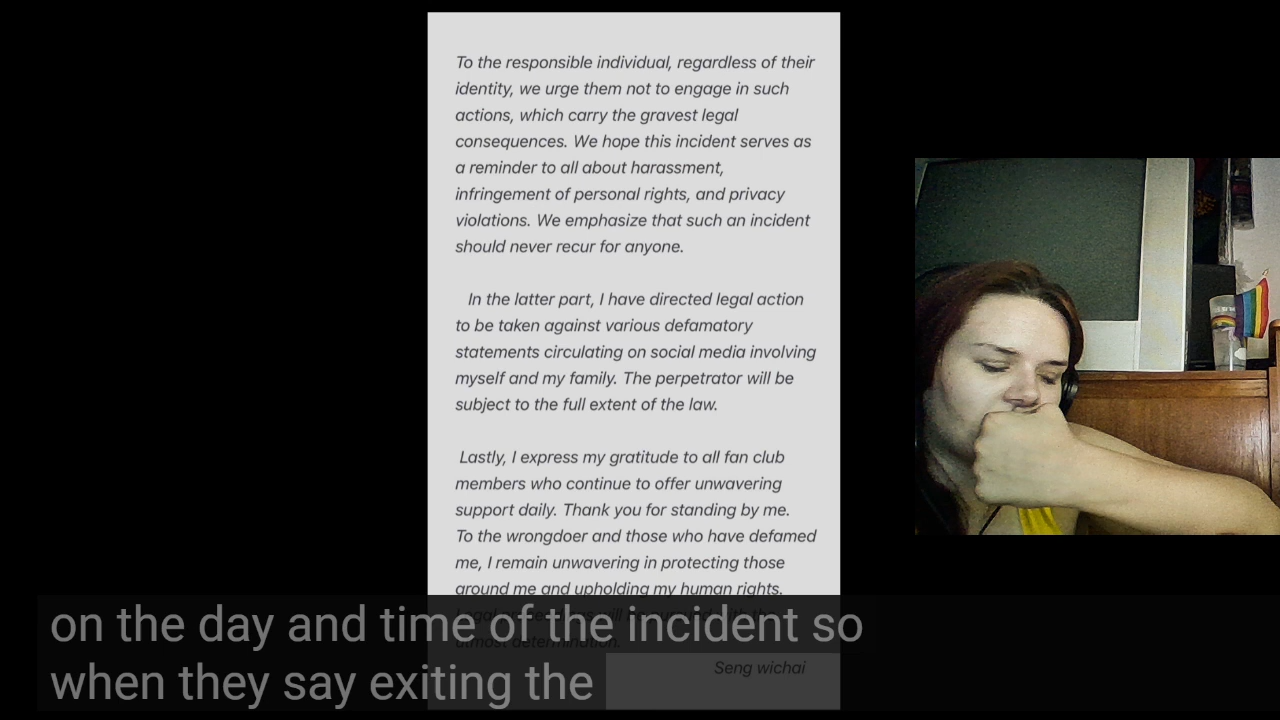 To the responsible individual, regardless of their
identity, we urge them not to engage in such
actions, which carry the gravest legal
consequences. We hope this incident serves as
a reminder to all about harassment,
infringement of personal rights, and privacy
violations. We emphasize that such an incident
should never recur for anyone.
In the latter part, I have directed legal action
to be taken against various defamatory
statements circulating on social media involving
myself and my family. The perpetrator will be
subject to the full extent of the law.
Lastly, I express my gratitude to all fan club
members who continue to offer unwavering
support daily. Thank you for standing by me.
To the wrongdoer and those who have defamed
me, I remain unwavering in protecting those
around me and upholding my human rights.
Legal will the
utmost determination.
Seng wichai
on the day and time of the incident so
when they say exiting the